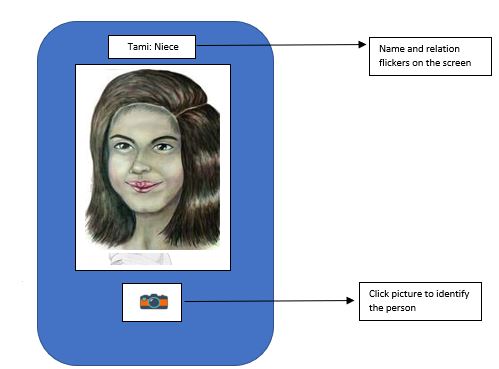 Tami: Niece
Name and relation
flickers on the screen
Click picture to identify
the person